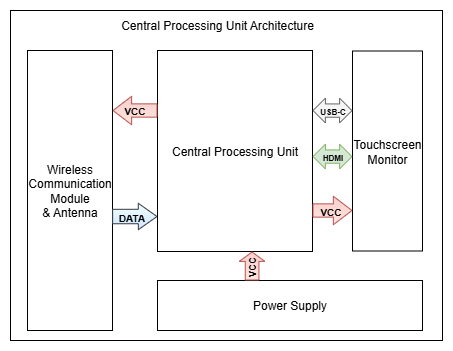 Central Processing Unit Architecture
VCC
Central Processing Unit
USB-C
HDMI
Touchscreen
Monitor
Wireless
Communication
Module
& Antenna
DATA
VCC
VCC
Power Supply